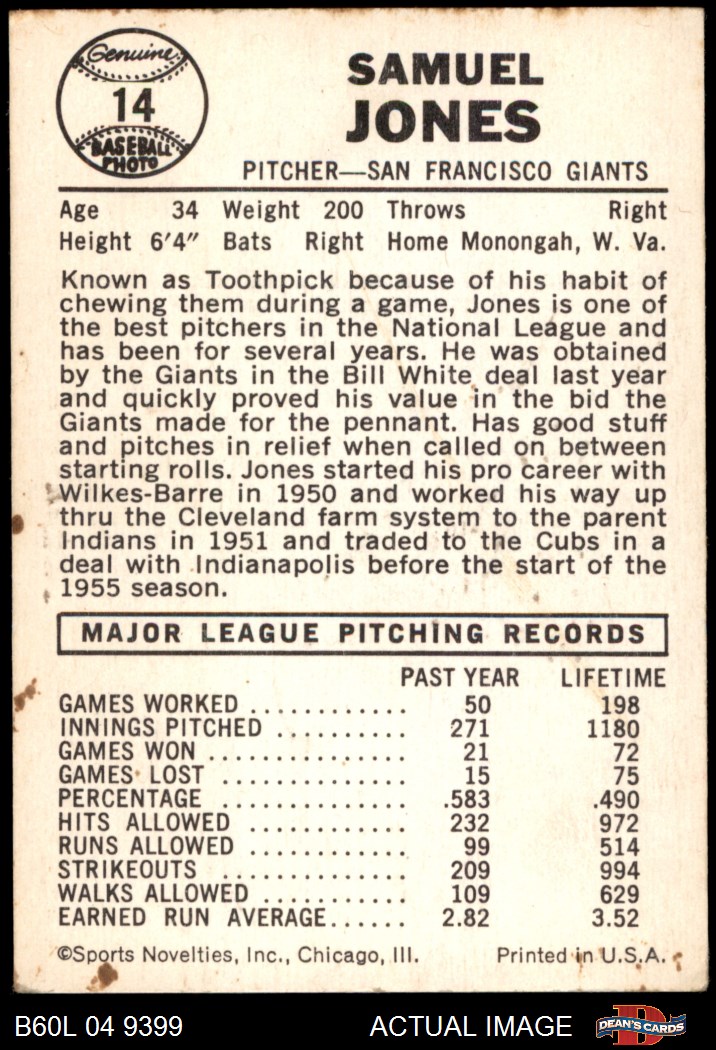 Genuine
14
BASEBALL
PHOTO
SAMUEL
JONES
PITCHER—SAN FRANCISCO GIANTS
Age 34 Weight 200 Throws Right
Height 6'4" Bats Right Home Monongah, W. Va.
Known as Toothpick because of his habit of
chewing them during a game, Jones is one of
the best pitchers in the National League and
has been for several years. He was obtained
by the Giants in the Bill White deal last year
and quickly proved his value in the bid the
Giants made for the pennant. Has good stuff
and pitches in relief when called on between
starting rolls. Jones started his pro career with
Wilkes-Barre in 1950 and worked his way up
thru the Cleveland farm system to the parent
Indians in 1951 and traded to the Cubs in a
deal with Indianapolis before the start of the
1955 season.
MAJOR LEAGUE PITCHING RECORDS
PAST YEAR LIFETIME
GAMES WORKED ............ 50 198
INNINGS PITCHED .......... 271 1180
GAMES WON ............... 21 72
GAMES LOST .............. 15 75
PERCENTAGE .............. .583 .490
HITS ALLOWED ............ 232 972
RUNS ALLOWED ............ 99 514
STRIKEOUTS .............. 209 994
WALKS ALLOWED ........... 109 629
EARNED RUN AVERAGE...... 2.82 3.52
©Sports Novelties, Inc., Chicago, Ill. Printed in U.S.A.
B60L 04 9399 ACTUAL IMAGE DEAN'S CARDS